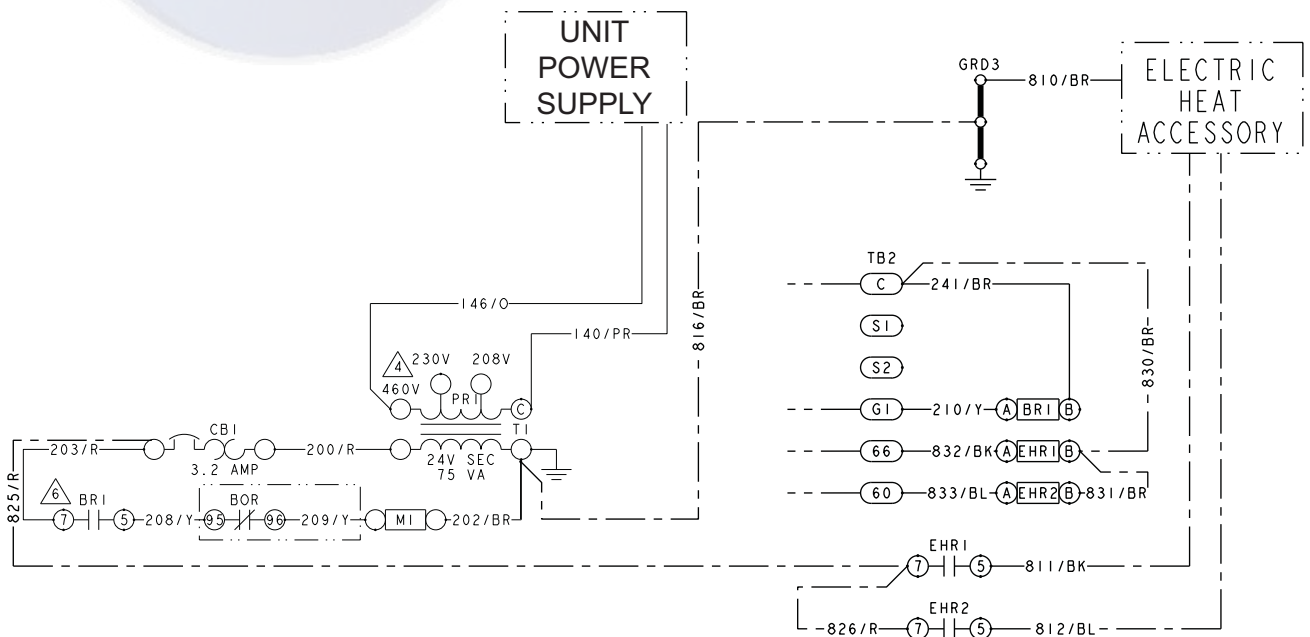 UNIT
POWER
SUPPLY
GRD3
810/BR
ELECTRIC
HEAT
ACCESSORY
146/O
140/PR
816/BR
TB2
C
241/BR
S1
S2
830/BR
4
230V
208V
460V
PR1
C
T1
G1
210/Y
A
BR1
B
203/R
CB1
3.2 AMP
200/R
24V SEC
75 VA
66
832/BK
A
EHR1
B
825/R
6
BR1
7
5
208/Y
BOR
95
96
209/Y
M1
202/BR
60
833/BL
A
EHR2
B
831/BR
EHR1
7
5
811/BK
EHR2
826/R
7
5
812/BL